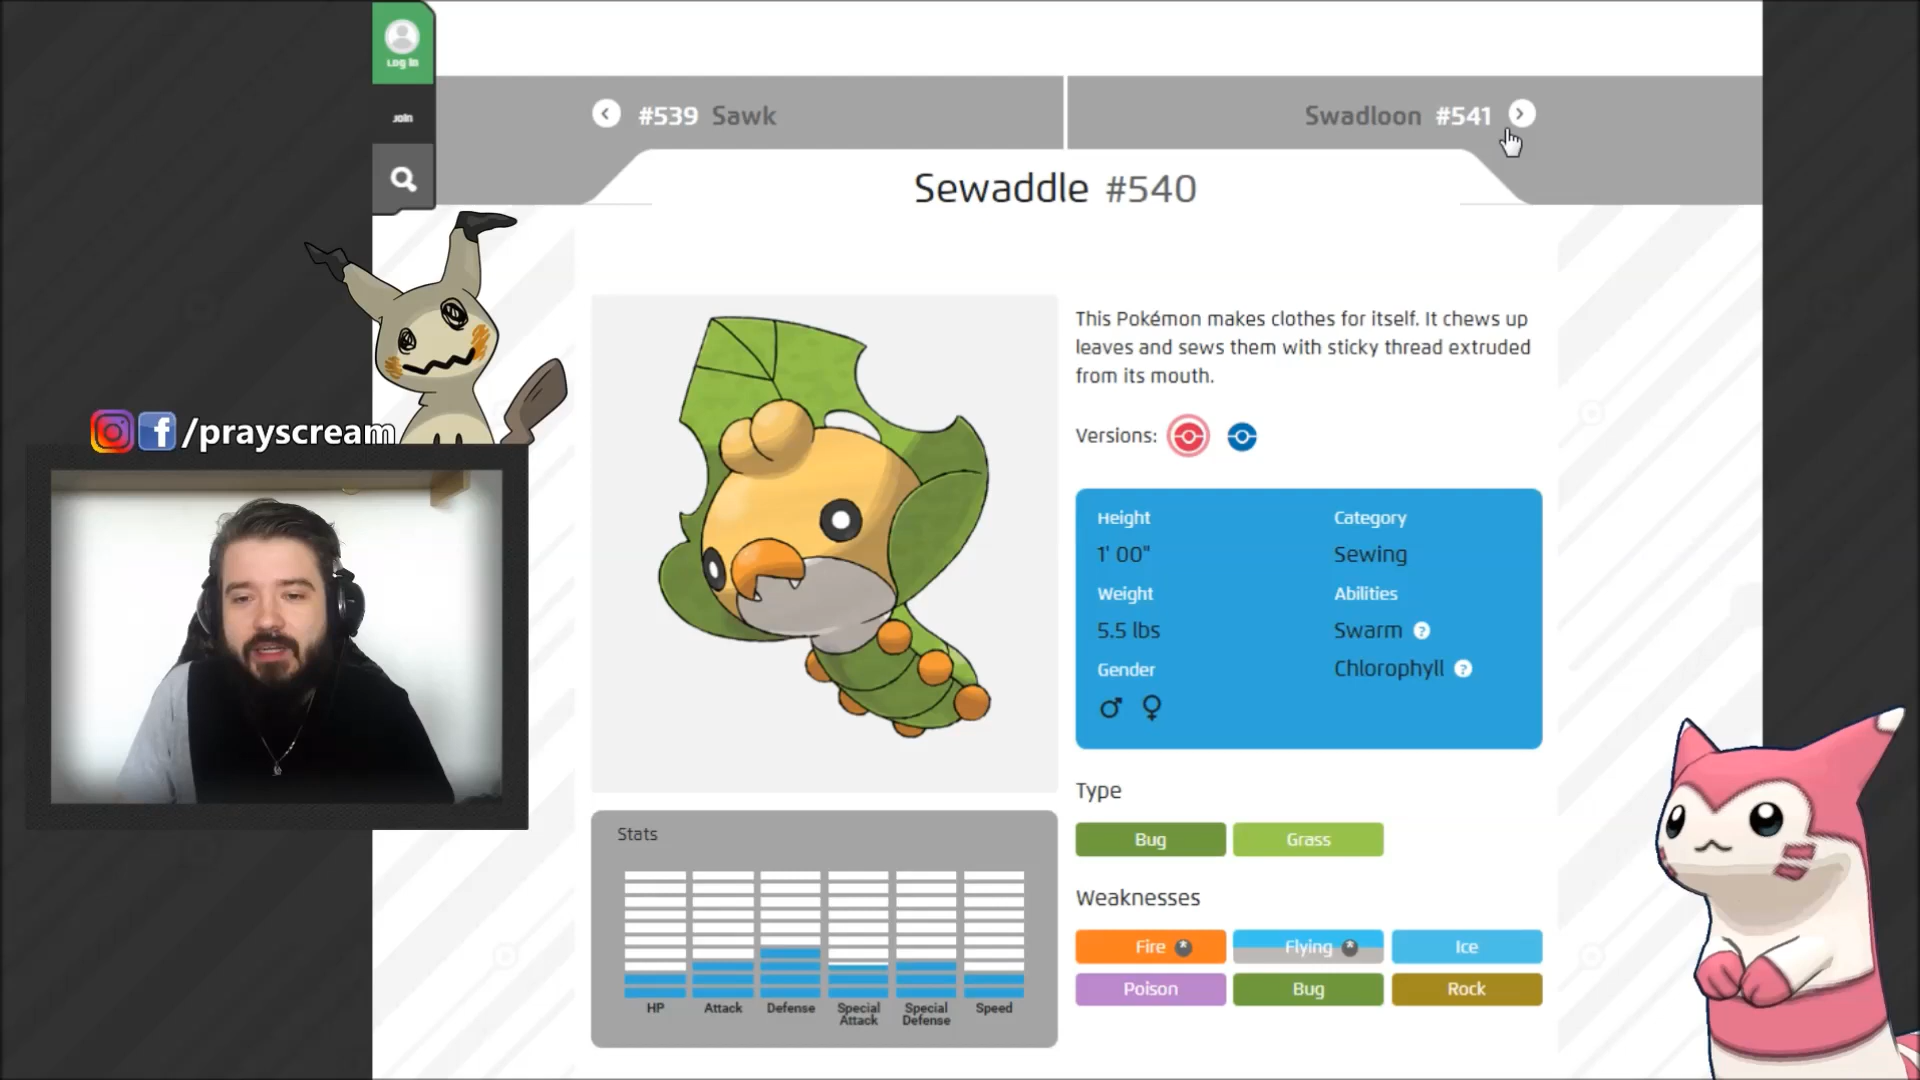 Log In
Join
#539 Sawk
Swadloon #541
Sewaddle #540
This Pokémon makes clothes for itself. It chews up
leaves and sews them with sticky thread extruded
from its mouth.
Versions:
/prayscream
Height
1' 00"
Category
Sewing
Weight
5.5 lbs
Abilities
Swarm ?
Chlorophyll ?
Gender
Type
Bug
Grass
Weaknesses
Fire *
Flying *
Ice
Poison
Bug
Rock
Stats
HP
Attack
Defense
Special
Attack
Special
Defense
Speed